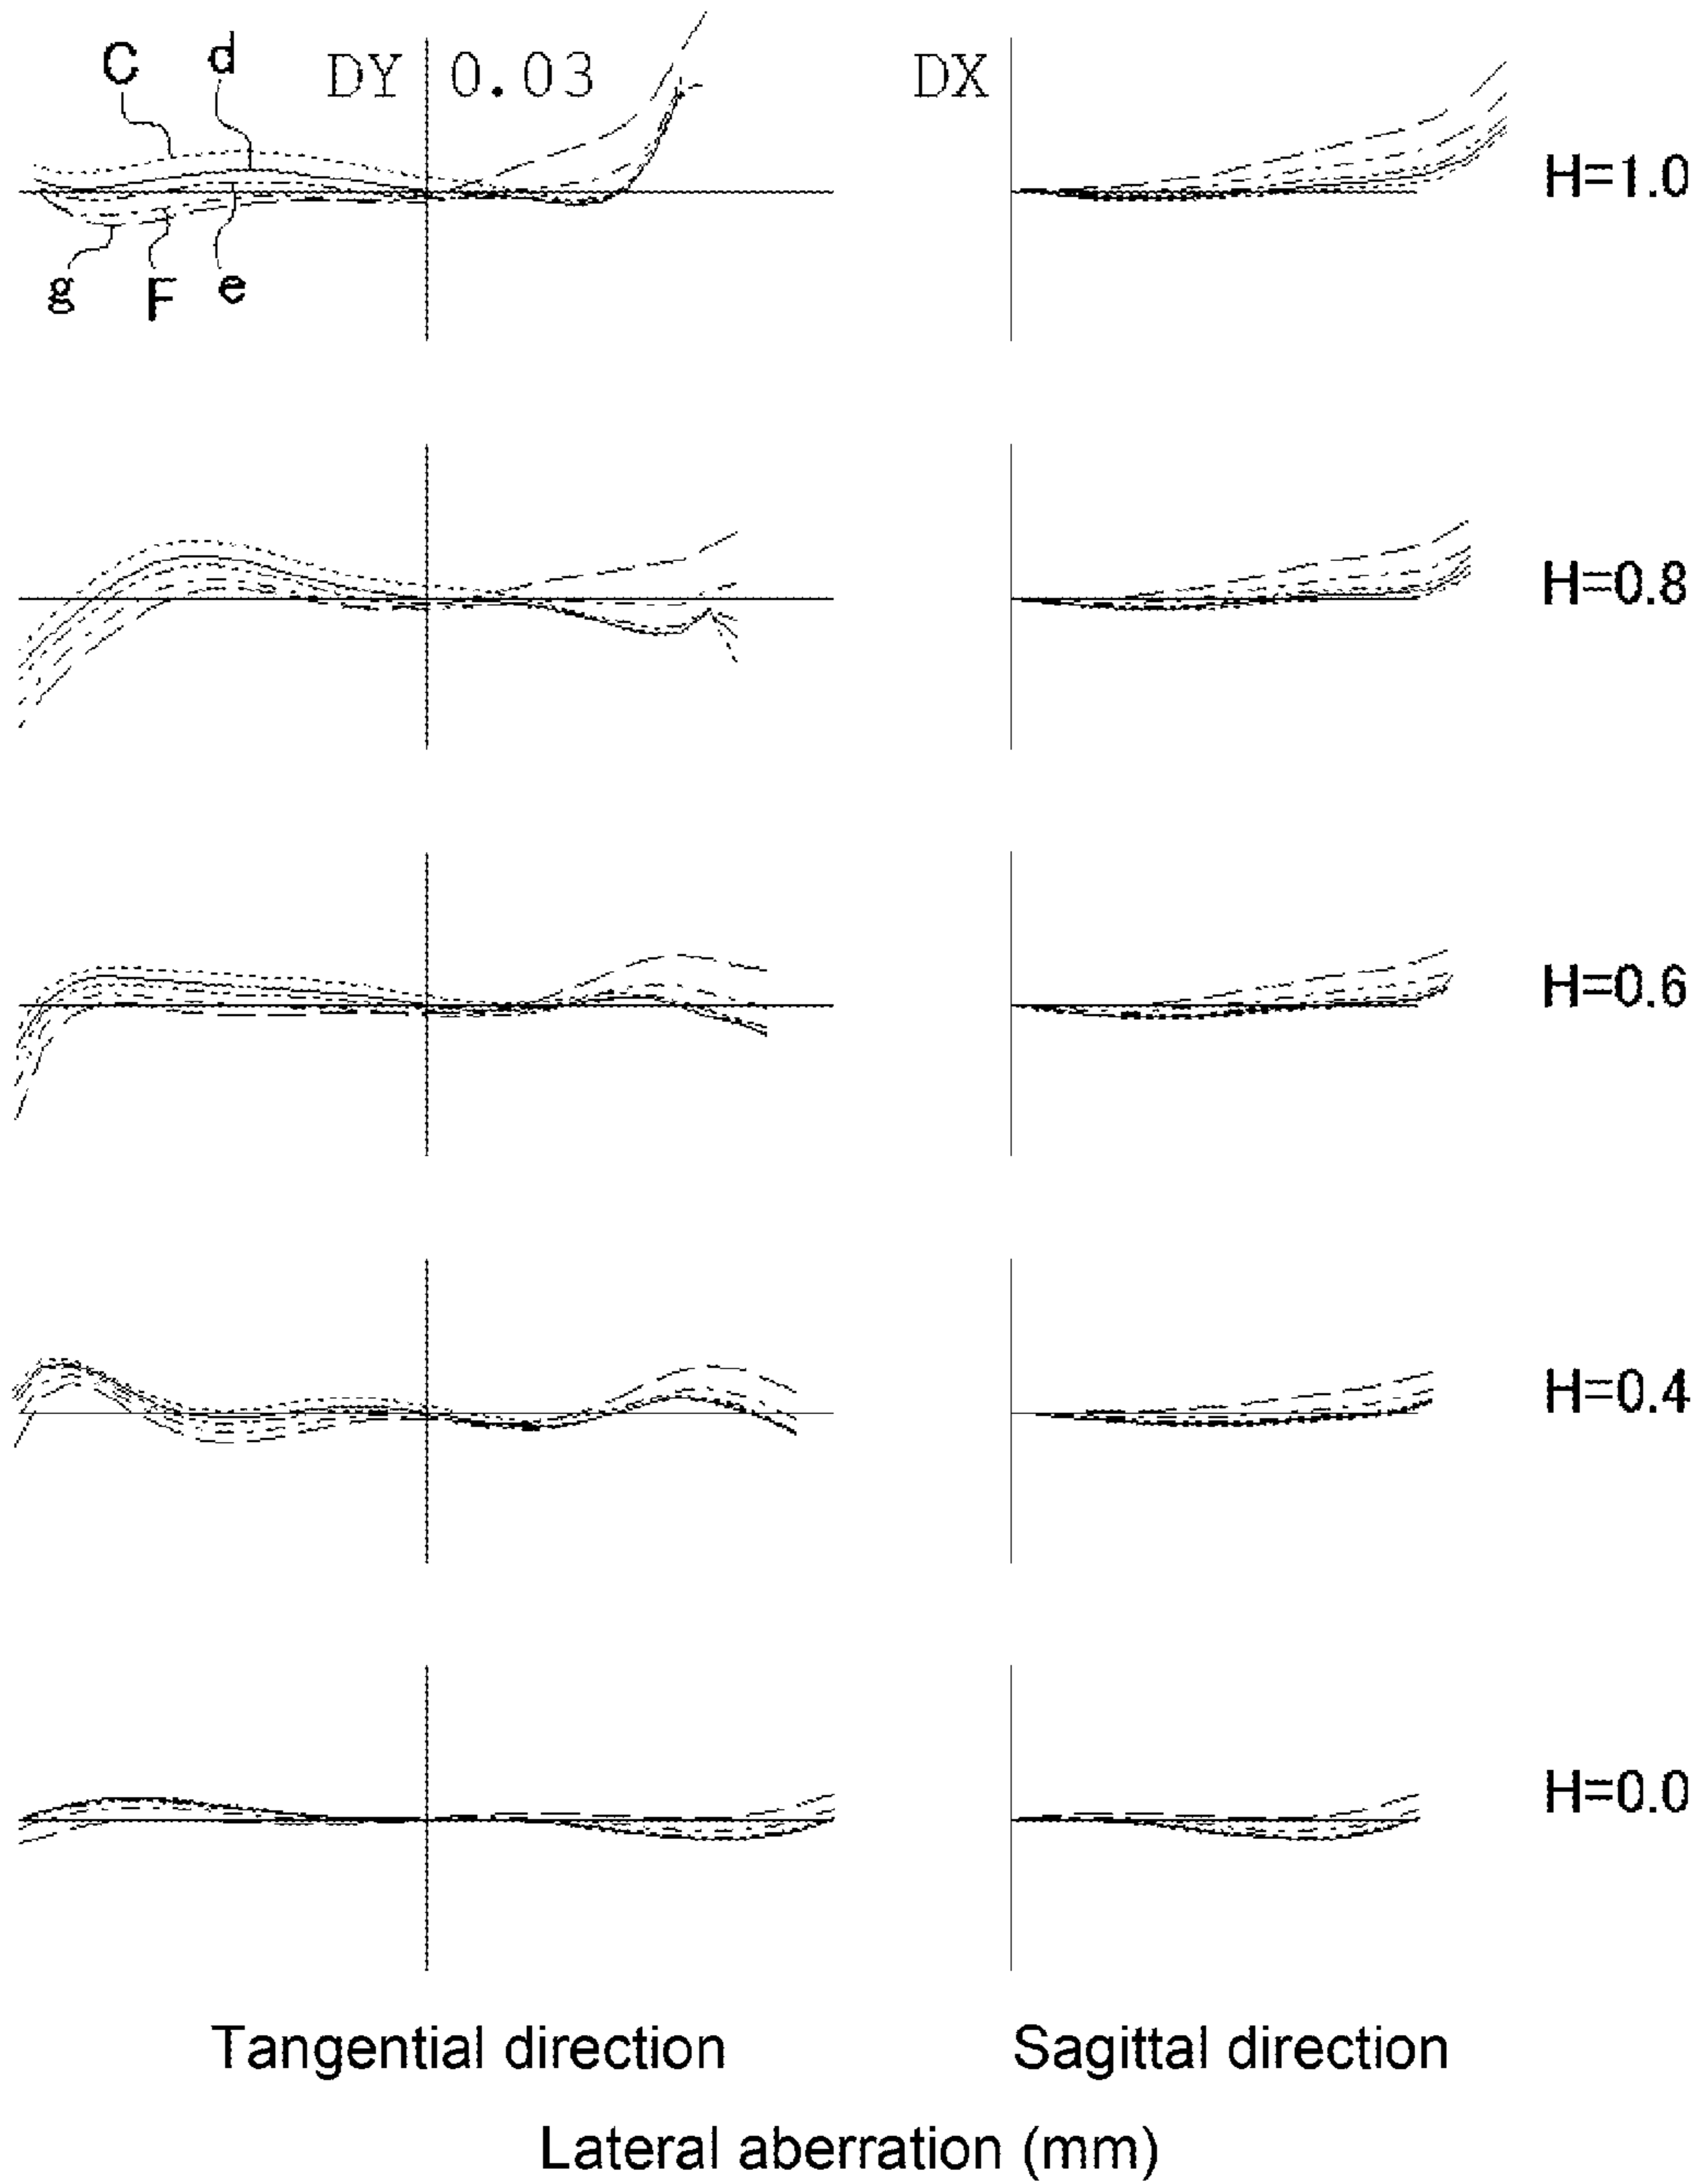 C d DY 0.03 DX
H=1.0
g F e
H=0.8
H=0.6
H=0.4
H=0.0
Tangential direction Sagittal direction
Lateral aberration (mm)